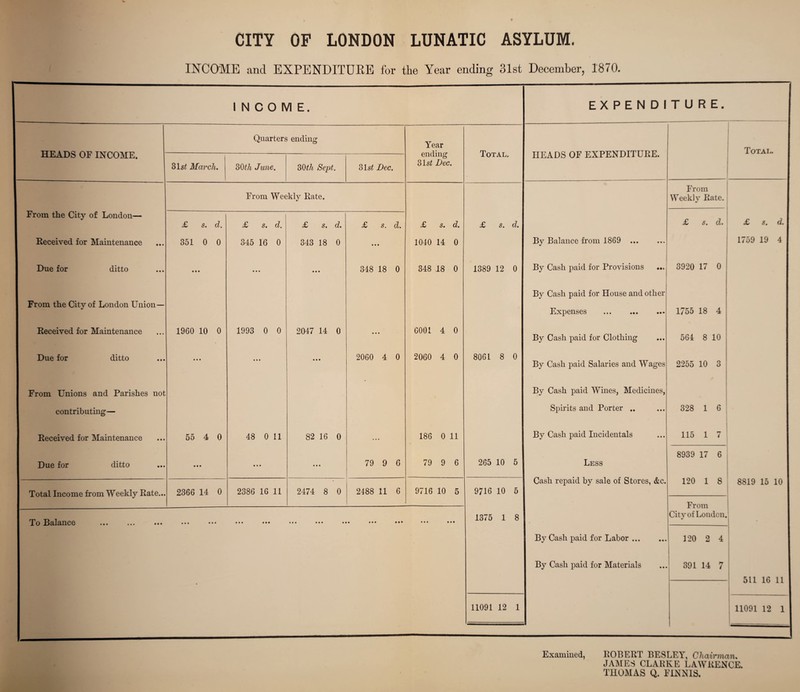 CITY OF LONDON LUNATIC ASYLUM.
INCOME and EXPENDITURE for the Year ending 31st December, 1870.
INCOME.
HEADS OF INCOME. Quarters ending Year ending 31st Dec. TOTAL.
31st March. 30th June. 30th Sept. 31st Dec.
From Weekly Rate.
From the City of London—
£ s. d. £ s. d. £ s. d. £ s. d. £ s. d. £ s. d.
Received for Maintenance ... 351 0 0 345 16 0 343 18 0 ... 1040 14 0
Due for ditto ... ... ... ... 348 18 0 348 18 0 1389 12 0
From the City of London Union—
Received for Maintenance ... 1960 10 0 1993 0 0 2047 14 0 ... 6001 4 0
Due for ditto ... ... ... ... 2060 4 0 2060 4 0 8061 8 0
From Unions and Parishes not
contributing—
Received for Maintenance ... 55 4 0 48 0 11 82 16 0 ... 186 0 11
Due for ditto ... ... ... ... 79 9 6 79 9 6 265 10 5
Total Income from Weekly Rate... 2366 14 0 2386 16 11 2474 8 0 2488 11 6 9716 10 5 9716 10 5
To Balance ... ... ... ... ... ... ... ... ... ... ... ... ... ... ... 1375 1 8
11091 12 1
EXPENDITURE.
HEADS OF EXPENDITURE. TOTAL.
From
Weekly Rate.
£ s. d. £ s. d.
By Balance from 1869 ... ... 1759 19 4
By Cash paid for Provisions ... 3920 17 0
By Cash paid for House and other
Expenses ... ... ... 1755 18 4
By Cash paid for Clothing ... 564 8 10
By Cash paid Salaries and Wages 2255 10 3
By Cash paid Wines, Medicines,
Spirits and Porter .. ... 328 1 6
By Cash paid Incidentals ... 115 1 7
8939 17 6
LESS
Cash repaid by sale of Stores, &c. 120 1 8 8819 15 10
From
City of London.
By Cash paid for Labor ... ... 120 2 4
By Cash paid for Materials ... 391 14 7
511 16 11
11091 12 1
Examined, ROBERT BESLEY, Chairman.
JAMES CLARKE LAWRENCE.
THOMAS Q. FINNIS.